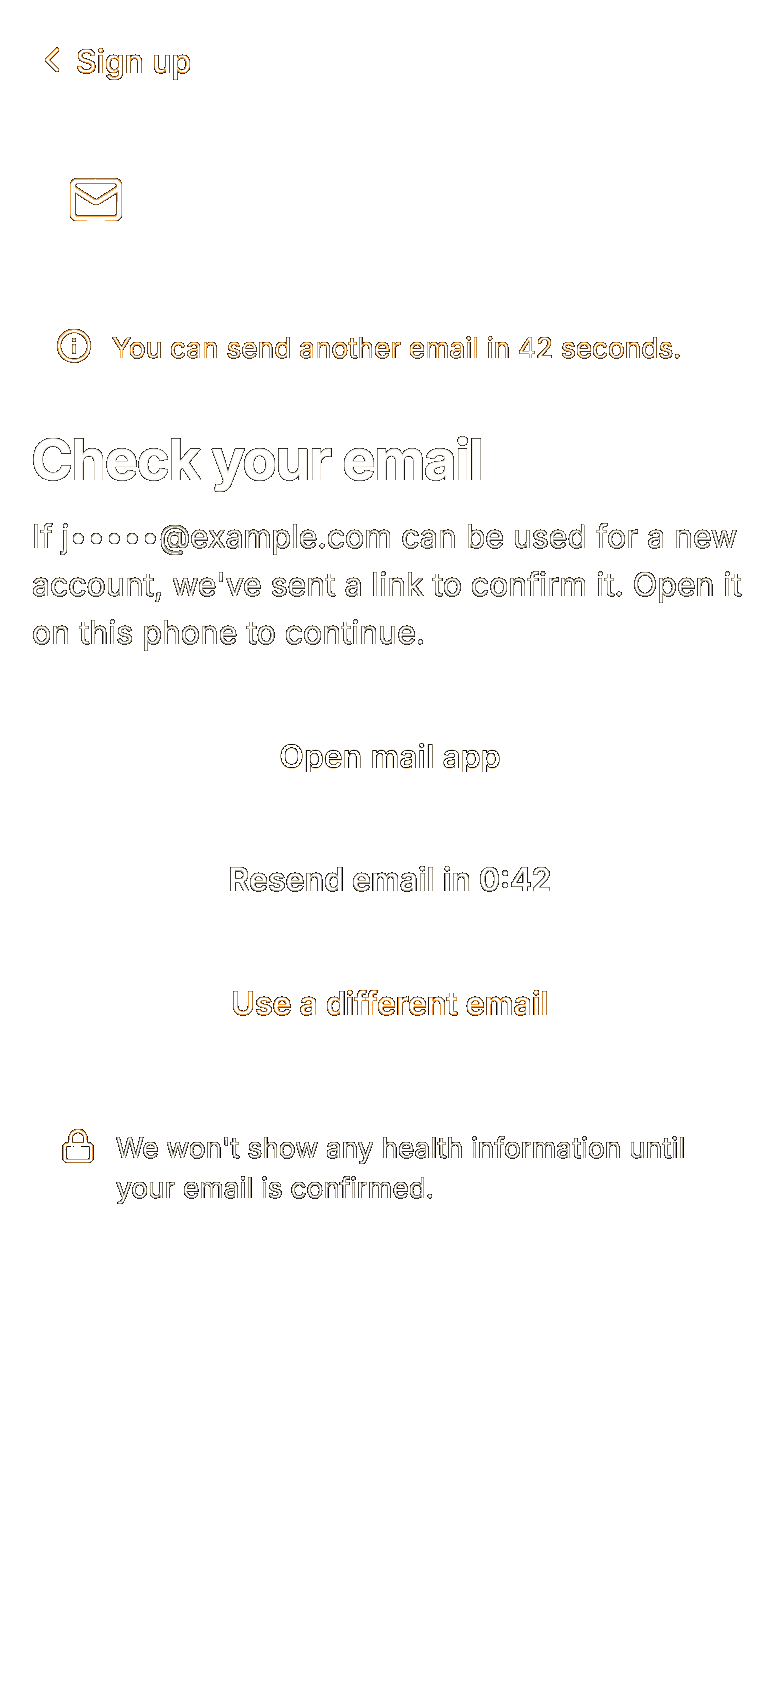 Sign up
You can send another email in 42 seconds.
Check your email
If j•••••@example.com can be used for a new
account, we've sent a link to confirm it. Open it
on this phone to continue.
Open mail app
Resend email in 0:42
Use a different email
We won't show any health information until
your email is confirmed.